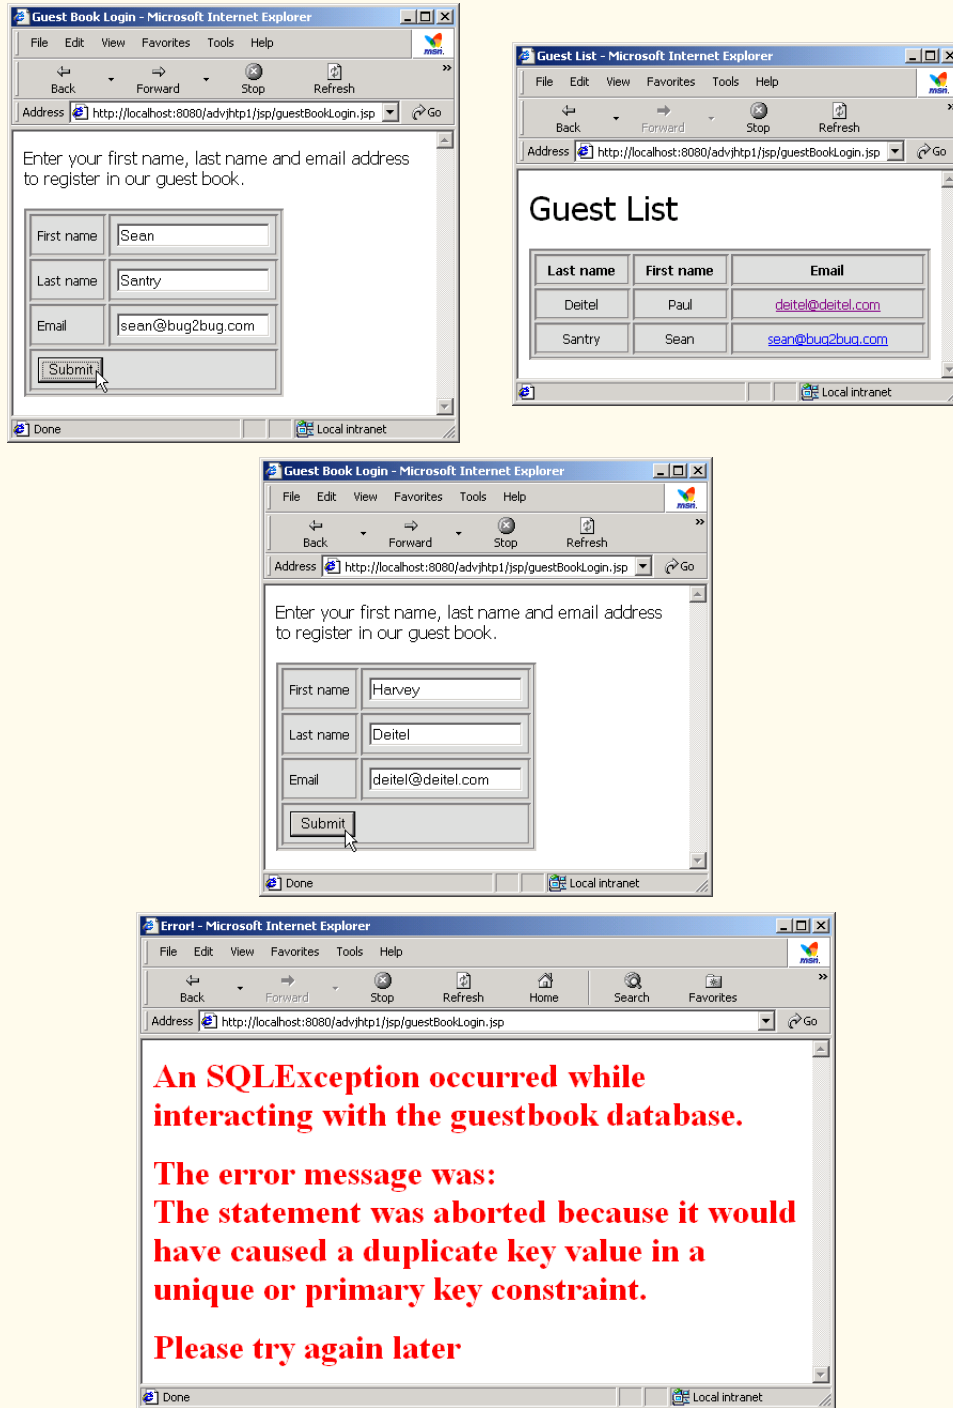 Guest Book Login - Microsoft Internet Explorer
File Edit View Favorites Tools Help
msn.
Back Forward Stop Refresh »
Address http://localhost:8080/advjhtp1/jsp/guestBookLogin.jsp Go
Enter your first name, last name and email address
to register in our guest book.
First name Sean
Last name Santry
Email sean@bug2bug.com
Submit
Done Local intranet
Guest List - Microsoft Internet Explorer
File Edit View Favorites Tools Help
msn.
Back Forward Stop Refresh »
Address http://localhost:8080/advjhtp1/jsp/guestBookLogin.jsp Go
Guest List
Last name First name Email
Deitel Paul deitel@deitel.com
Santry Sean sean@bug2bug.com
Local intranet
Guest Book Login - Microsoft Internet Explorer
File Edit View Favorites Tools Help
msn.
Back Forward Stop Refresh »
Address http://localhost:8080/advjhtp1/jsp/guestBookLogin.jsp Go
Enter your first name, last name and email address
to register in our guest book.
First name Harvey
Last name Deitel
Email deitel@deitel.com
Submit
Done Local intranet
Error! - Microsoft Internet Explorer
File Edit View Favorites Tools Help
msn.
Back Forward Stop Refresh Home Search Favorites »
Address http://localhost:8080/advjhtp1/jsp/guestBookLogin.jsp Go
An SQLException occurred while
interacting with the guestbook database.
The error message was:
The statement was aborted because it would
have caused a duplicate key value in a
unique or primary key constraint.
Please try again later
Done Local intranet